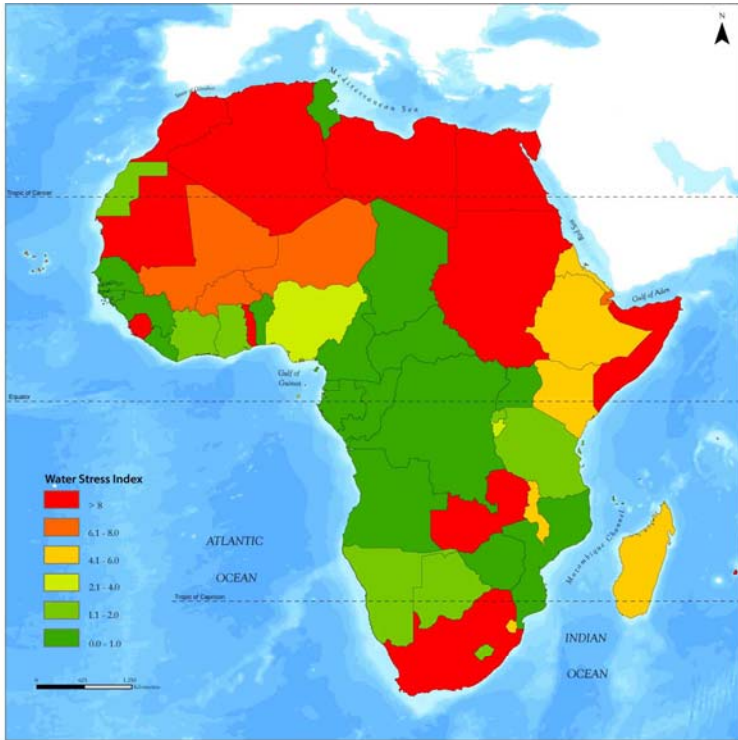 N
Mediterranean Sea
Tropic of Cancer
Red Sea
Gulf of Aden
Gulf of
Guinea
Equator
Water Stress Index
> 8
6.1 - 8.0
4.1 - 6.0
2.1 - 4.0
1.1 - 2.0
0.0 - 1.0
ATLANTIC
OCEAN
Mozambique Channel
Tropic of Capricorn
INDIAN
OCEAN
0
Kilometres